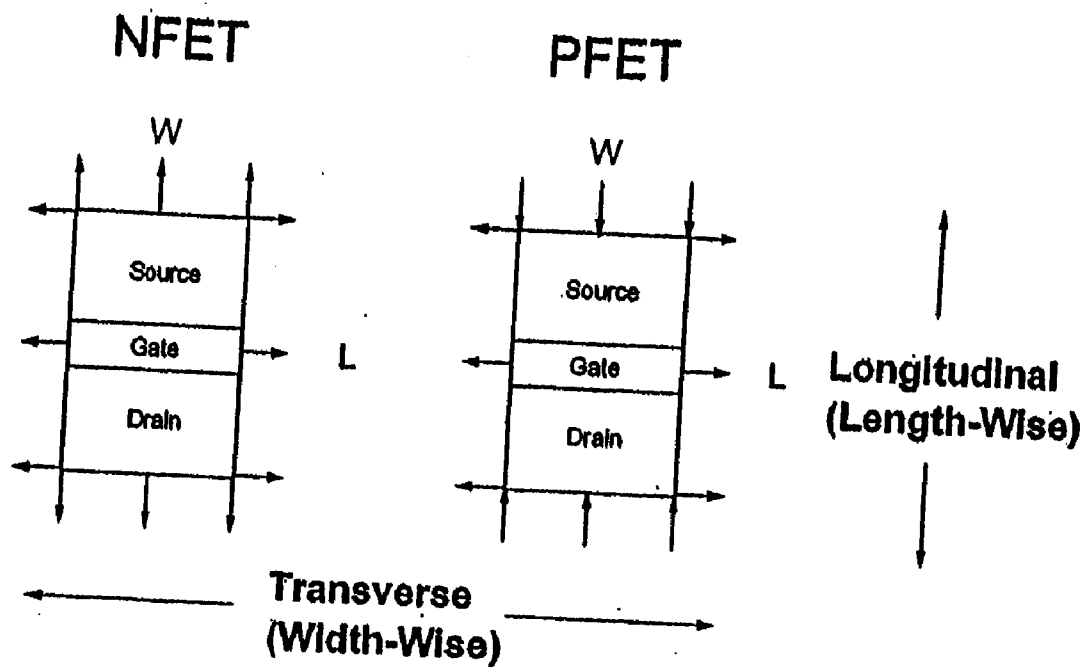 NFET
PFET
W
W
Source
Gate
Drain
L
Source
Gate
Drain
L
Longitudinal
(Length-Wise)
Transverse
(Width-Wise)